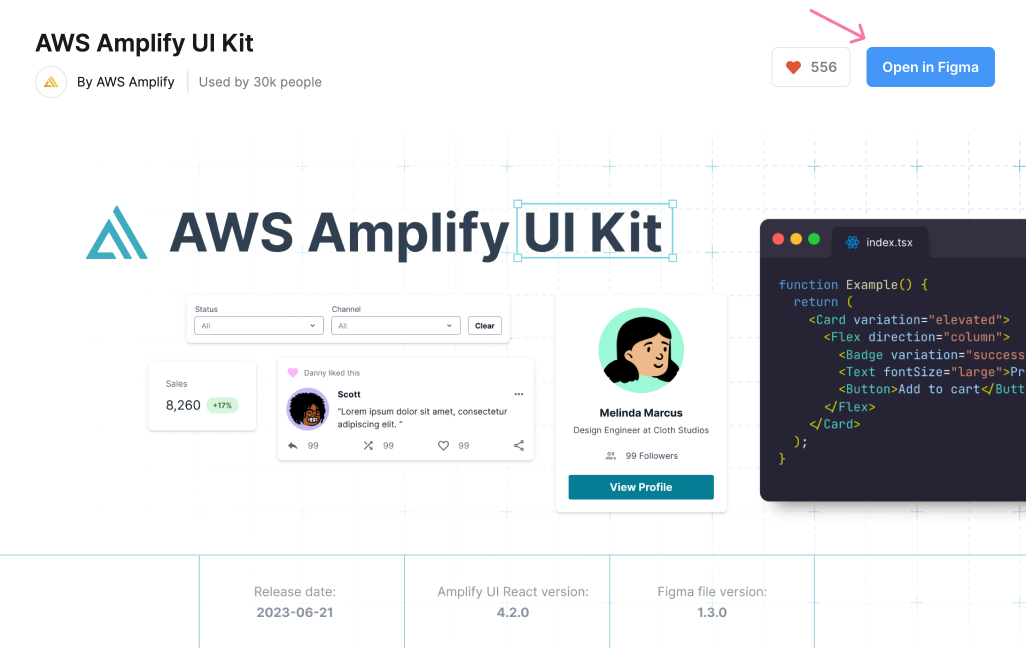 AWS Amplify UI Kit
By AWS Amplify Used by 30k people
556
Open in Figma
AWS Amplify UI Kit
Status
All
Channel
All
Clear
Sales
8,260 +17%
Danny liked this
Scott
“Lorem ipsum dolor sit amet, consectetur
adipiscing elit. “
99 99 99
Melinda Marcus
Design Engineer at Cloth Studios
99 Followers
View Profile
index.tsx
function Example() {
return (
<Card variation="elevated">
<Flex direction="column">
<Badge variation="success
<Text fontSize="large">Pr
<Button>Add to cart</Butt
</Flex>
</Card>
);
}
Release date:
2023-06-21
Amplify UI React version:
4.2.0
Figma file version:
1.3.0